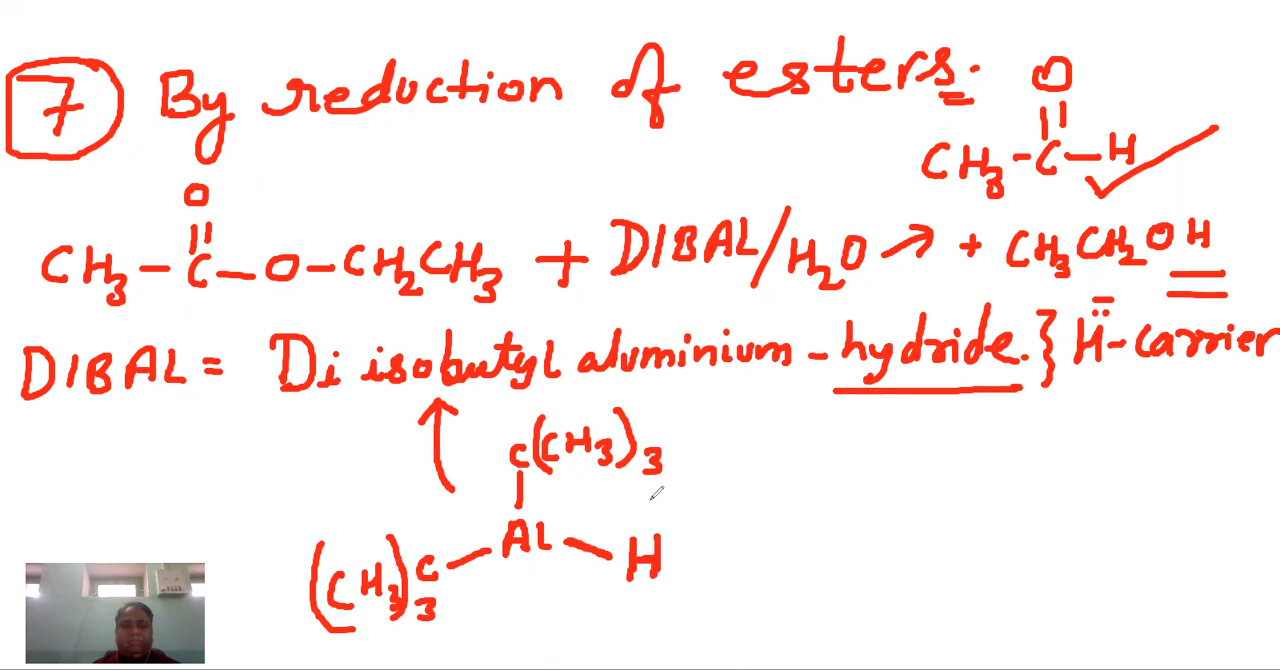 7 By reduction of esters.
O
||
CH₃-C-H
O
||
CH₃-C-O-CH₂CH₃ + DIBAL/H₂O → + CH₃CH₂OH
DIBAL = Di isobutyl aluminium-hydride.} H̄-carrier
C(CH₃)₃
|
(CH₃)₃C-Al-H